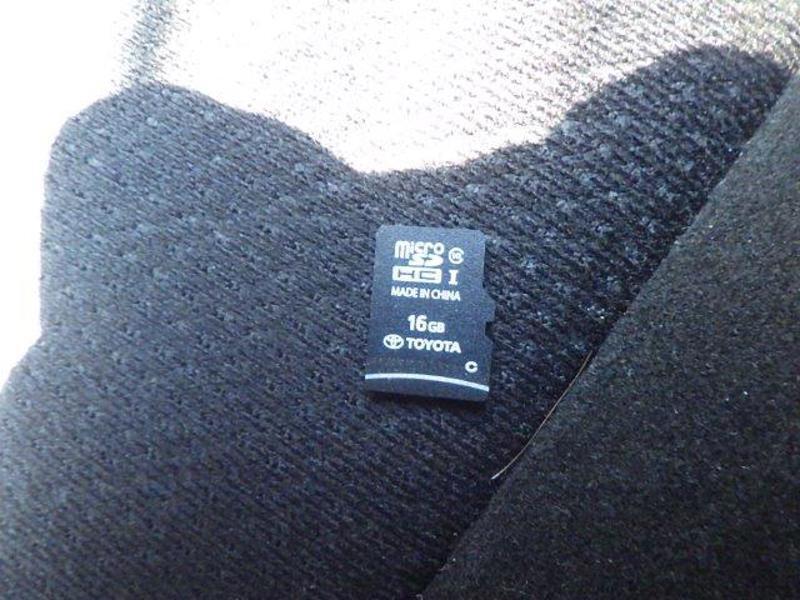 micro
SD 10
HC I
MADE IN CHINA
16GB
TOYOTA
C